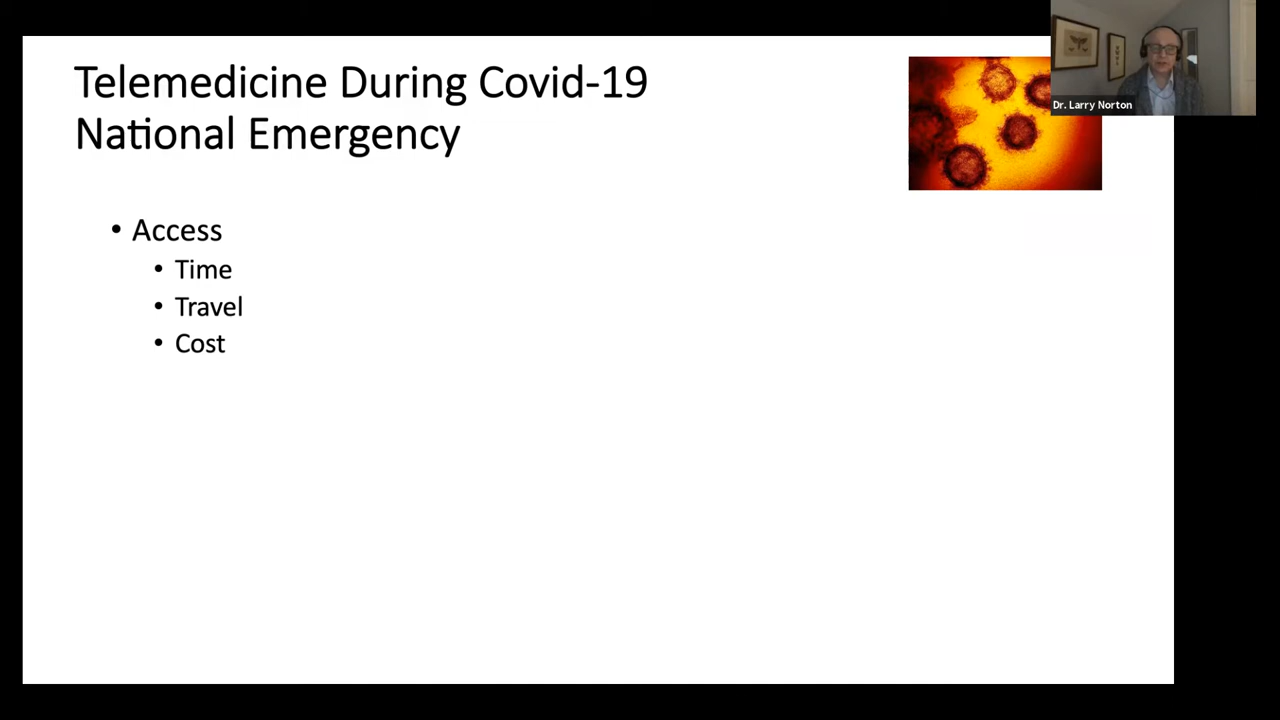 Telemedicine During Covid-19
National Emergency
Dr. Larry Norton
• Access
• Time
• Travel
• Cost